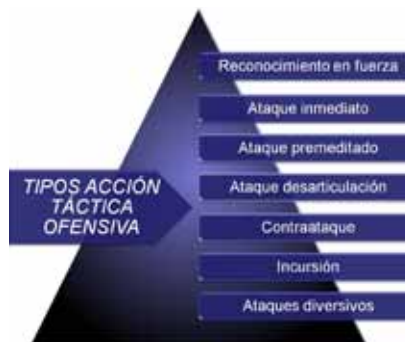 TIPOS ACCIÓN
TÁCTICA
OFENSIVA
Reconocimiento en fuerza
Ataque inmediato
Ataque premeditado
Ataque desarticulación
Contraataque
Incursión
Ataques diversivos